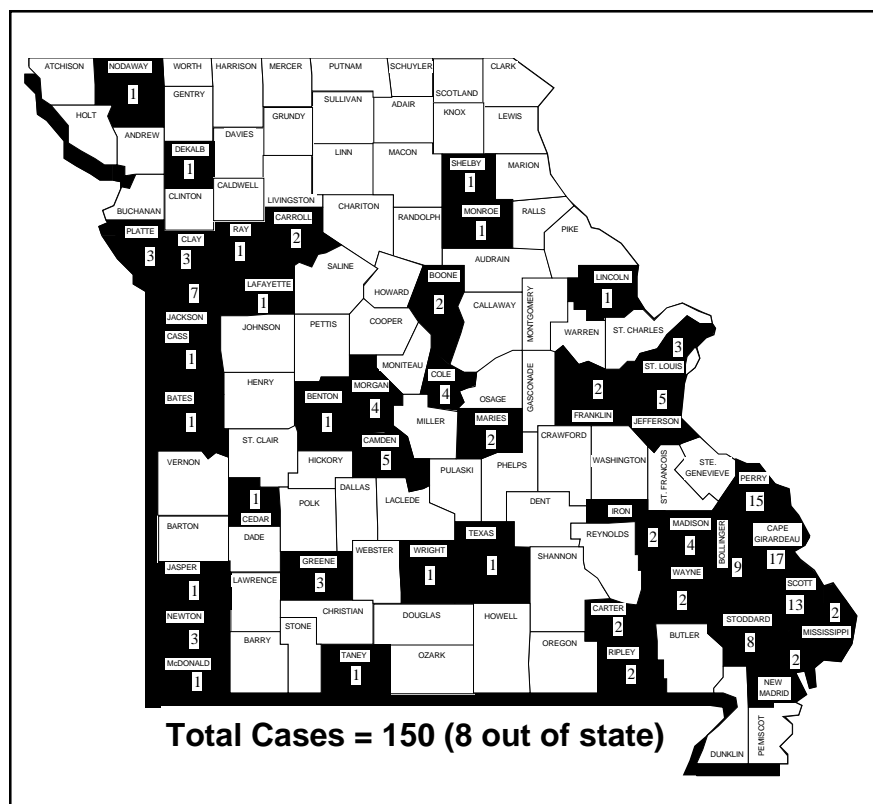 ATCHISON
NODAWAY
1
WORTH
HARRISON
MERCER
PUTNAM
SCHUYLER
SCOTLAND
CLARK
HOLT
GENTRY
SULLIVAN
ADAIR
KNOX
LEWIS
ANDREW
DEKALB
1
DAVIES
GRUNDY
LINN
MACON
SHELBY
1
MARION
BUCHANAN
CLINTON
CALDWELL
LIVINGSTON
CHARITON
RANDOLPH
MONROE
1
RALLS
PIKE
PLATTE
3
CLAY
3
RAY
1
CARROLL
2
SALINE
HOWARD
BOONE
2
AUDRAIN
CALLAWAY
MONTGOMERY
LINCOLN
1
7
JACKSON
LAFAYETTE
1
JOHNSON
PETTIS
COOPER
MONITEAU
WARREN
ST. CHARLES
3
ST. LOUIS
CASS
1
HENRY
BENTON
1
MORGAN
4
COLE
4
OSAGE
GASCONADE
2
FRANKLIN
5
JEFFERSON
BATES
1
ST. CLAIR
HICKORY
CAMDEN
5
MILLER
MARIES
2
CRAWFORD
WASHINGTON
ST. FRANCOIS
STE.
GENEVIEVE
PERRY
15
VERNON
1
CEDAR
POLK
DALLAS
LACLEDE
PULASKI
PHELPS
DENT
IRON
2
MADISON
4
BOLLINGER
9
CAPE
GIRARDEAU
17
BARTON
DADE
GREENE
3
WEBSTER
WRIGHT
1
TEXAS
1
SHANNON
REYNOLDS
WAYNE
2
SCOTT
13
2
MISSISSIPPI
JASPER
1
LAWRENCE
CHRISTIAN
DOUGLAS
HOWELL
CARTER
2
STODDARD
8
NEWTON
3
BARRY
STONE
TANEY
1
OZARK
OREGON
RIPLEY
2
BUTLER
2
NEW
MADRID
McDONALD
1
DUNKLIN
PEMISCOT
Total Cases = 150 (8 out of state)